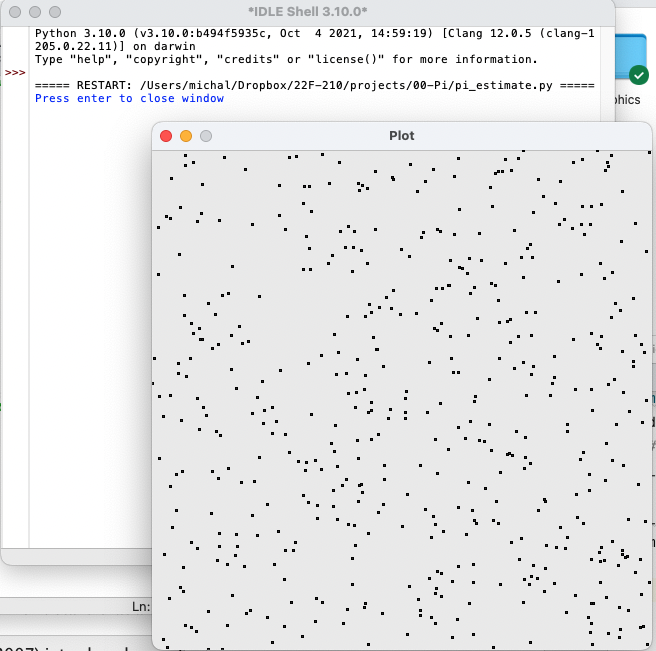 *IDLE Shell 3.10.0*
Python 3.10.0 (v3.10.0:b494f5935c, Oct  4 2021, 14:59:19) [Clang 12.0.5 (clang-1
205.0.22.11)] on darwin
Type "help", "copyright", "credits" or "license()" for more information.
>>>
===== RESTART: /Users/michal/Dropbox/22F-210/projects/00-Pi/pi_estimate.py =====
Press enter to close window
phics
Plot
Ln: